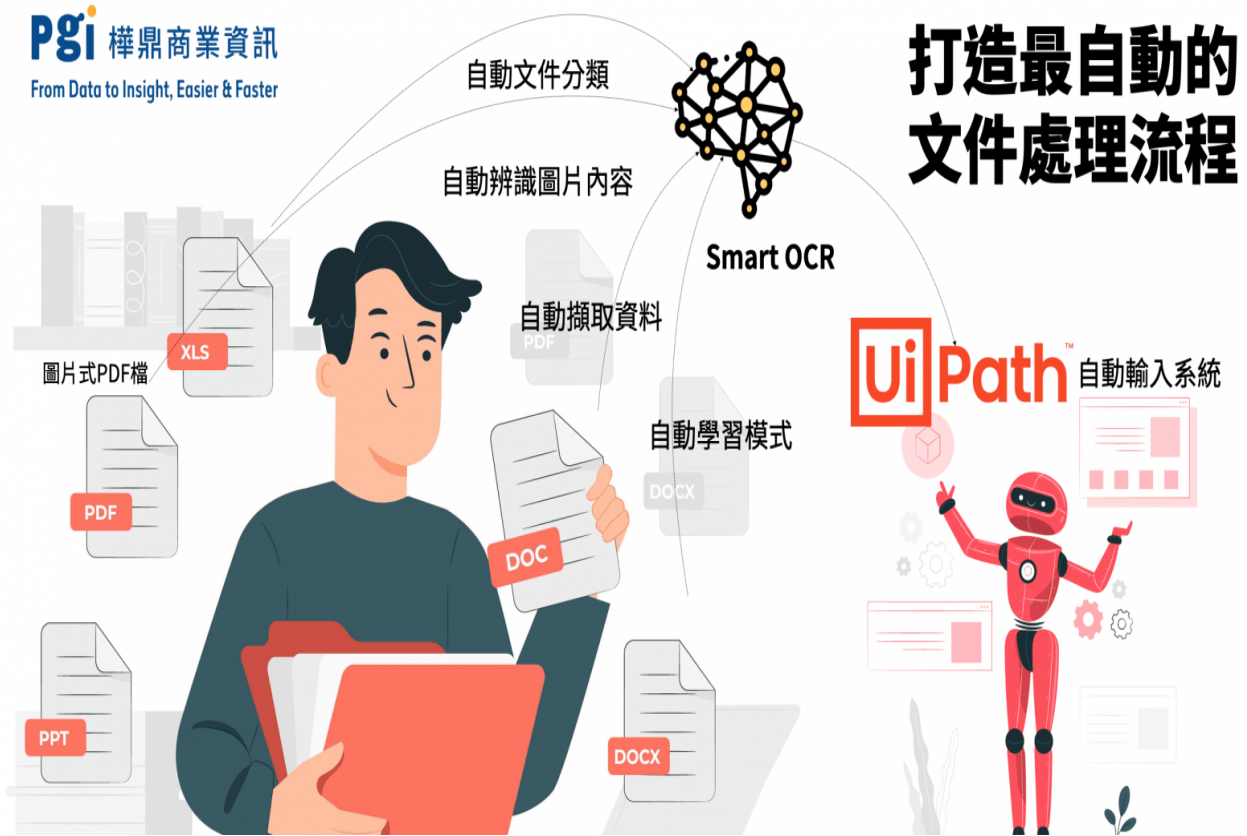 Pgi 樺鼎商業資訊
From Data to Insight, Easier & Faster
打造最自動的
文件處理流程
自動文件分類
自動辨識圖片內容
Smart OCR
自動擷取資料
PDF
XLS
圖片式PDF檔
UiPath™ 自動輸入系統
自動學習模式
DOCX
PDF
DOC
PPT
DOCX